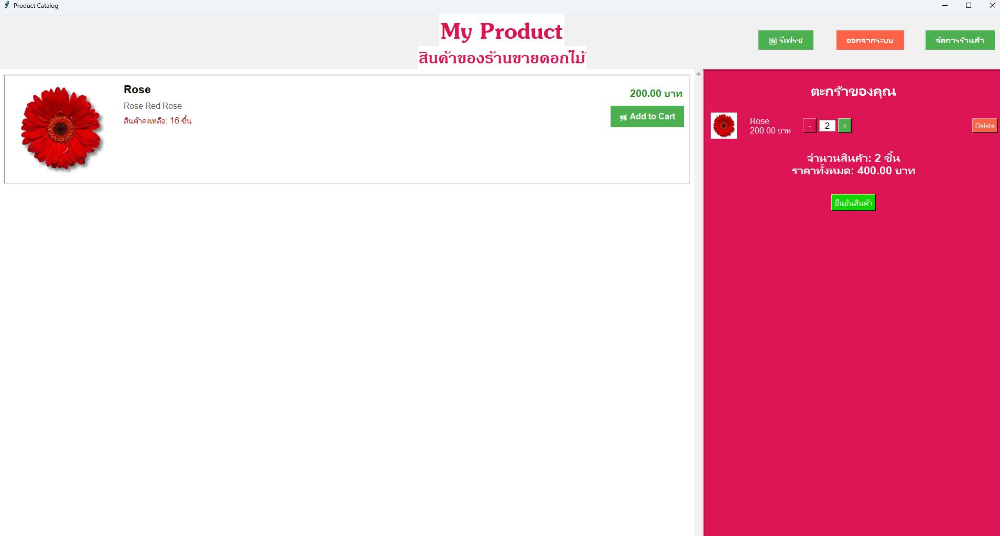 Product Catalog
My Product
สินค้าของร้านขายดอกไม้
รีเฟรช
ออกจากระบบ
จัดการร้านค้า
Rose
Rose Red Rose
สินค้าคงเหลือ: 16 ชิ้น
200.00 บาท
Add to Cart
ตะกร้าของคุณ
Rose
200.00 บาท
- 2 +
Delete
จำนวนสินค้า: 2 ชิ้น
ราคาทั้งหมด: 400.00 บาท
ยืนยันสินค้า